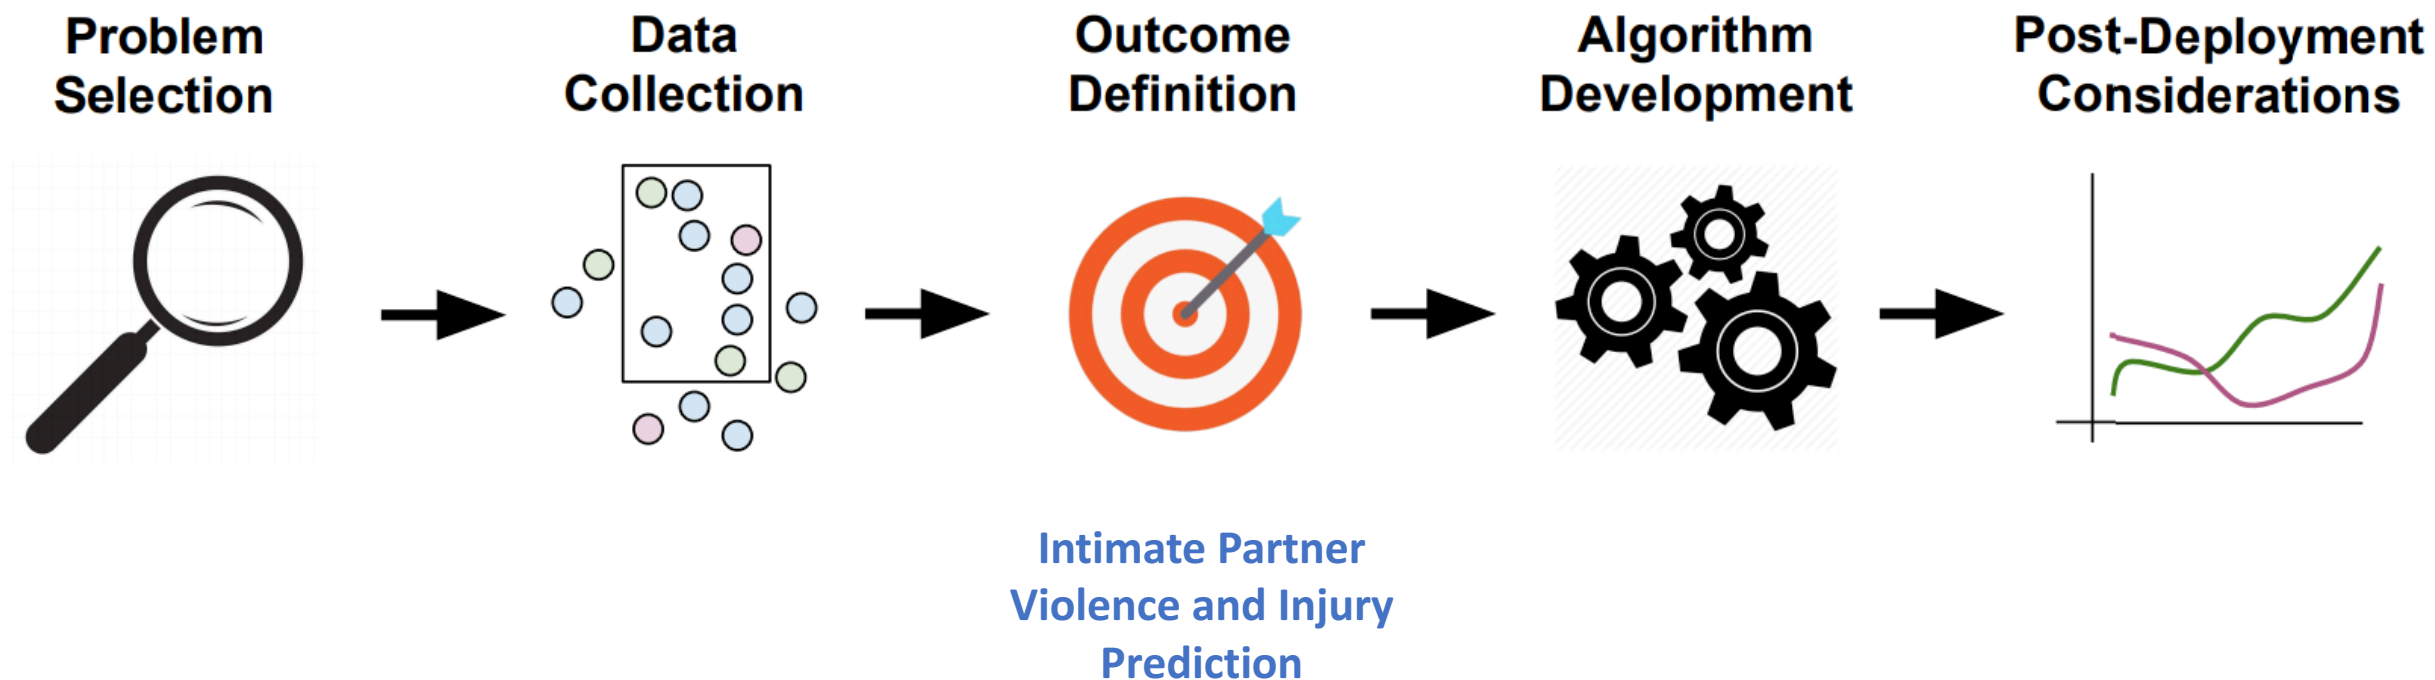 Problem
Selection
Data
Collection
Outcome
Definition
Algorithm
Development
Post-Deployment
Considerations
Intimate Partner
Violence and Injury
Prediction